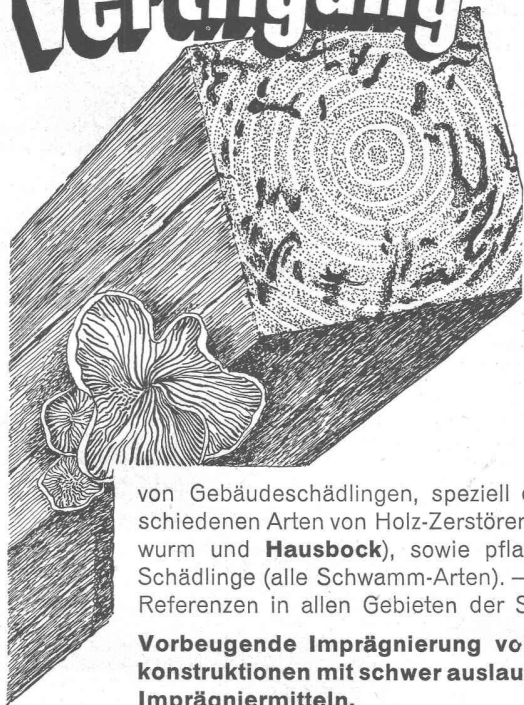 Vertilgung
von Gebäudeschädlingen, speziell
schiedenen Arten von Holz-Zerstörer
wurm und Hausbock), sowie pfla
Schädlinge (alle Schwamm-Arten). –
Referenzen in allen Gebieten der S
Vorbeugende Imprägnierung vo
konstruktionen mit schwer auslau
Imprägniermitteln.